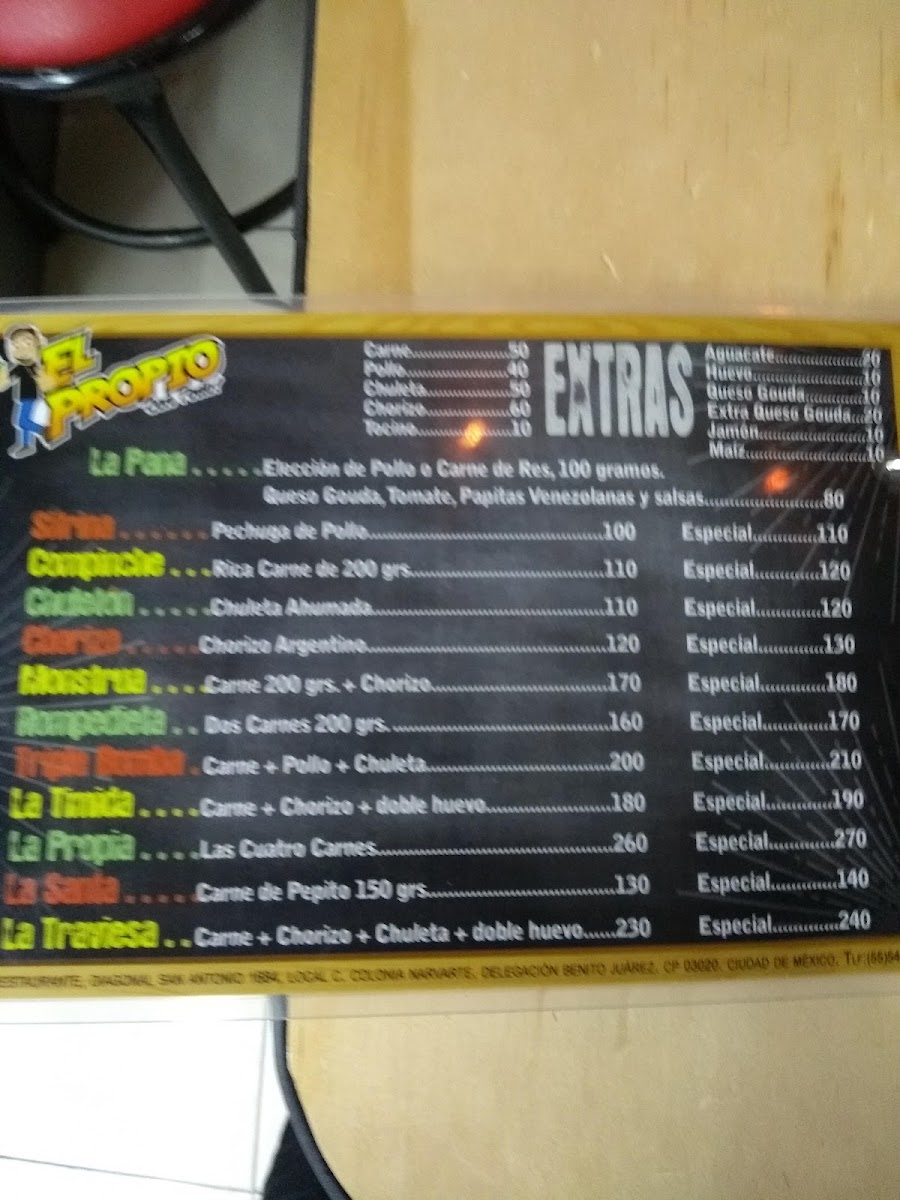 EL
PROPIO
Carne....................50
Pollo.....................40
Chuleta..................50
Chorizo..................60
Tocino...................10
EXTRAS
Aguacate....................20
Huevo........................10
Queso Gouda................10
Extra Queso Gouda...20
Jamón.......................10
Maíz..........................10
La Pana . . . . . Elección de Pollo o Carne de Res, 100 gramos.
Queso Gouda, Tomate, Papitas Venezolanas y salsas.......................80
Sifrina . . . . . . Pechuga de Pollo.............................................100 Especial.............110
Compinche . . . Rica Carne de 200 grs.....................................110 Especial.............120
Chuletón . . . . . Chuleta Ahumada............................................110 Especial.............120
Chorizo . . . . . Chorizo Argentino.............................................120 Especial.............130
Monstrua . . . . Carne 200 grs. + Chorizo..................................170 Especial.............180
Rompedieta . . Dos Carnes 200 grs..........................................160 Especial.............170
Triple Bomba . Carne + Pollo + Chuleta...................................200 Especial.............210
La Timida . . . . Carne + Chorizo + doble huevo.........................180 Especial.............190
La Propia . . . . Las Cuatro Carnes.............................................260 Especial.............270
La Santa . . . . . Carne de Pepito 150 grs....................................130 Especial.............140
La Traviesa . . Carne + Chorizo + Chuleta + doble huevo......230 Especial.............240
ESTAURANTE, DIAGONAL SAN ANTONIO 1884, LOCAL C. COLONIA NARVARTE, DELEGACIÓN BENITO JUÁREZ, CP 03020. CIUDAD DE MÉXICO. TLF:(55)54